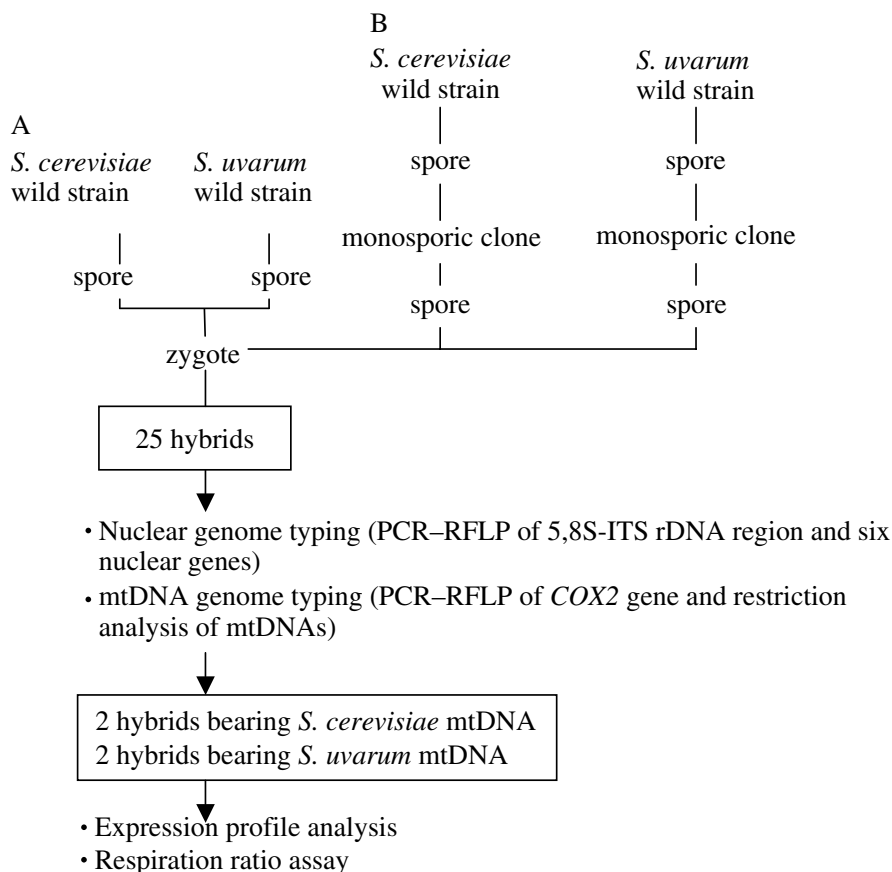 B
S. cerevisiae
wild strain
S. uvarum
wild strain
A
S. cerevisiae
wild strain
S. uvarum
wild strain
spore
spore
monosporic clone
monosporic clone
spore
spore
spore
spore
zygote
25 hybrids
• Nuclear genome typing (PCR–RFLP of 5,8S-ITS rDNA region and six
nuclear genes)
• mtDNA genome typing (PCR–RFLP of COX2 gene and restriction
analysis of mtDNAs)
2 hybrids bearing S. cerevisiae mtDNA
2 hybrids bearing S. uvarum mtDNA
• Expression profile analysis
• Respiration ratio assay